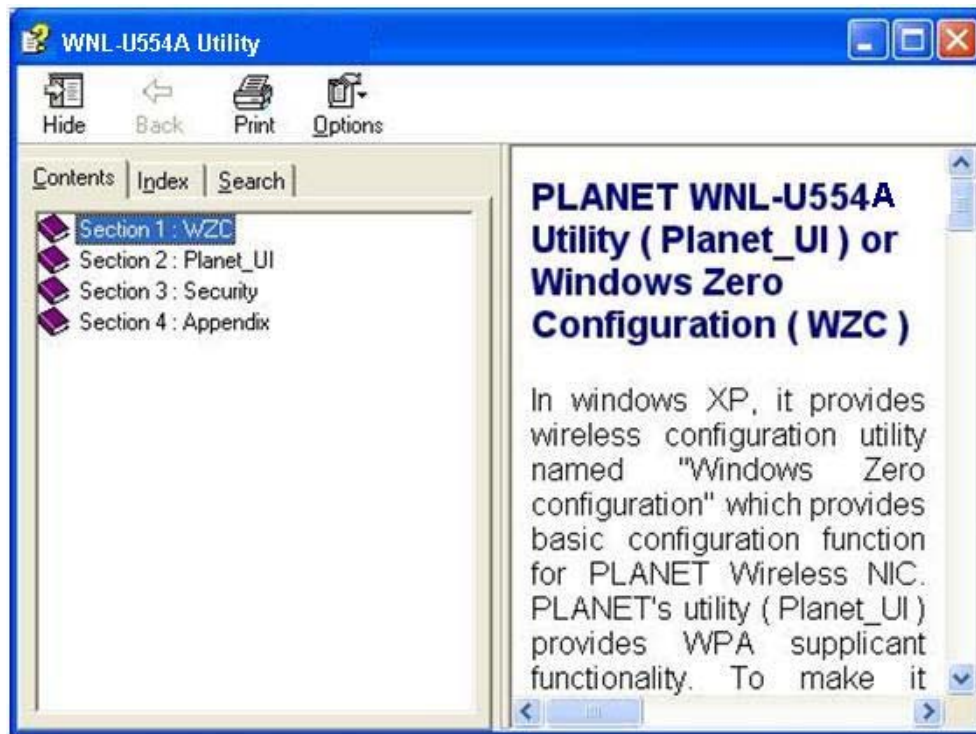 WNL-U554A Utility
Hide
Back
Print
Options
Contents
Index
Search
Section 1 : WZC
Section 2 : Planet_UI
Section 3 : Security
Section 4 : Appendix
PLANET WNL-U554A
Utility ( Planet_UI ) or
Windows Zero
Configuration ( WZC )
In windows XP, it provides
wireless configuration utility
named "Windows Zero
configuration" which provides
basic configuration function
for PLANET Wireless NIC.
PLANET's utility ( Planet_UI )
provides WPA supplicant
functionality. To make it